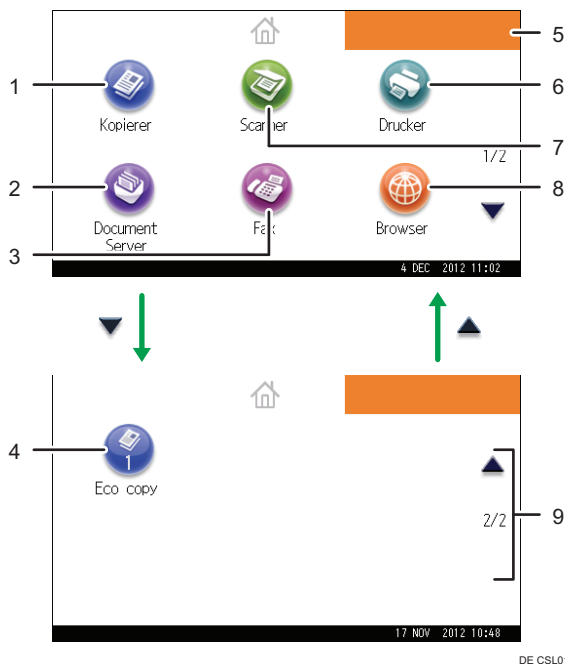 5
1
6
Kopierer
Scanner
Drucker
7
1/2
2
8
Document
Server
Fax
Browser
3
4 DEC 2012 11:02
4
1
Eco copy
2/2
9
17 NOV 2012 10:48
DE CSL0